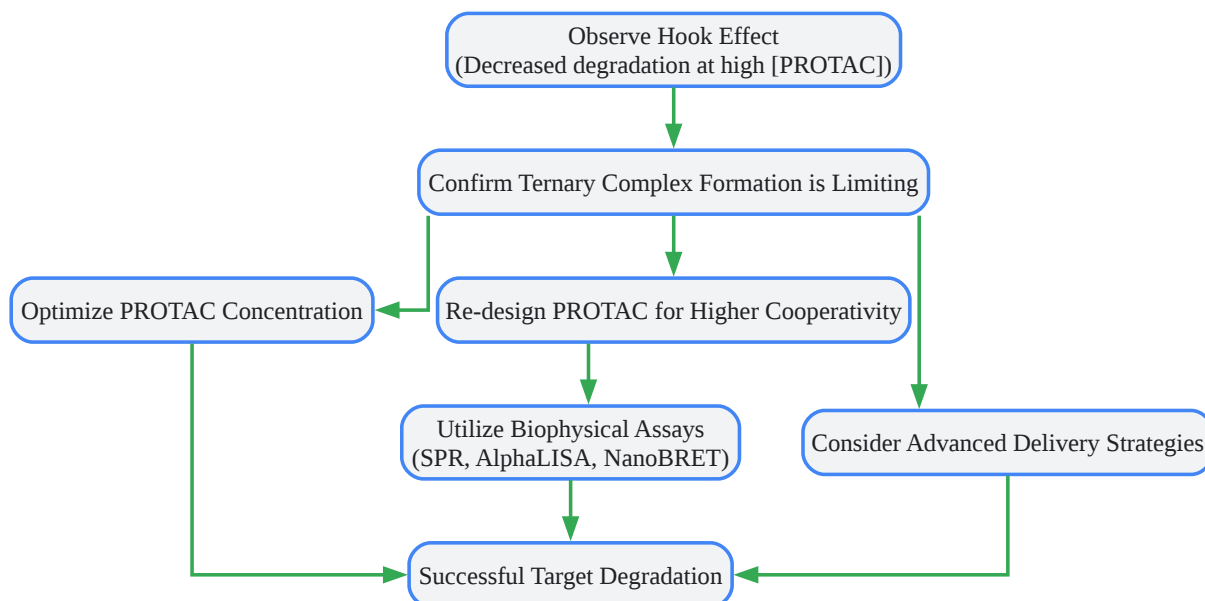 Observe Hook Effect
(Decreased degradation at high [PROTAC])
Confirm Ternary Complex Formation is Limiting
Optimize PROTAC Concentration
Re-design PROTAC for Higher Cooperativity
Utilize Biophysical Assays
(SPR, AlphaLISA, NanoBRET)
Consider Advanced Delivery Strategies
Successful Target Degradation